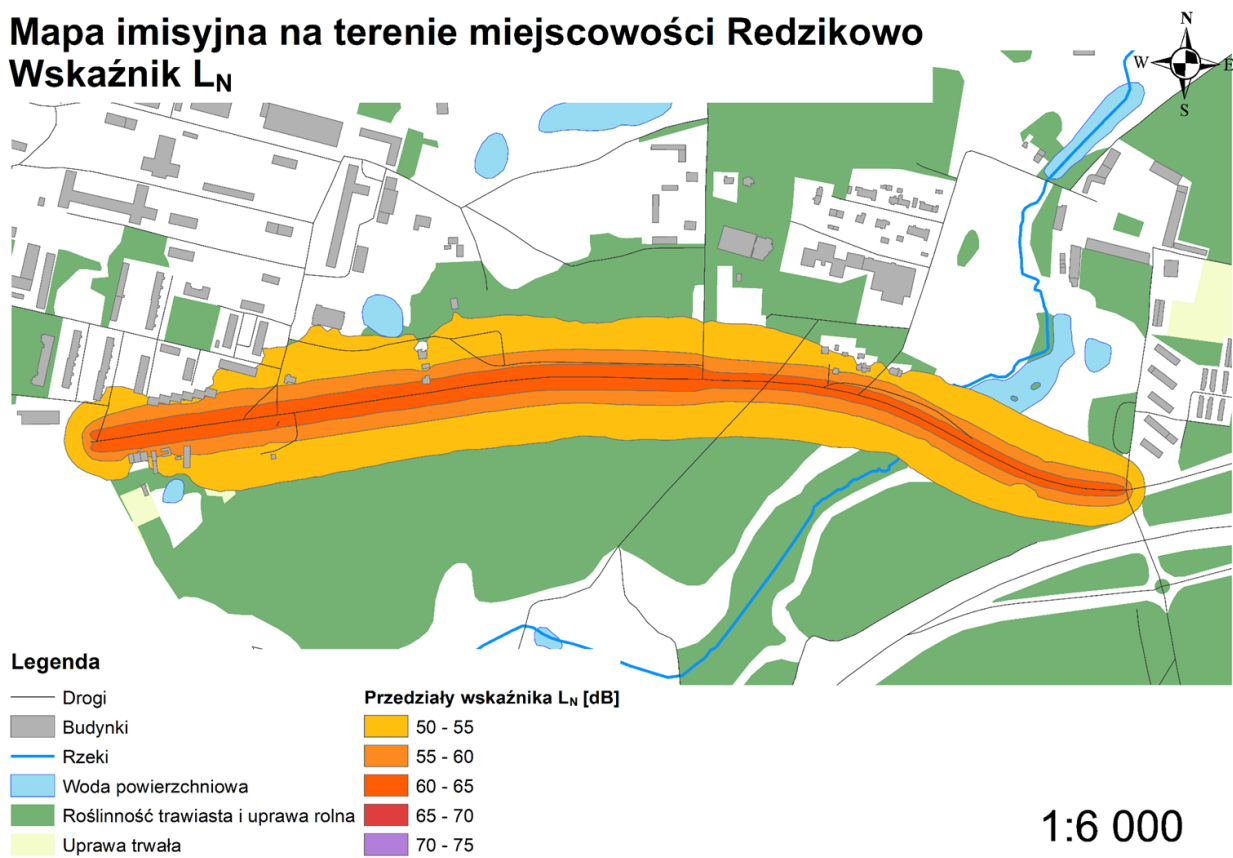 Mapa imisyjna na terenie miejscowości Redzikowo
Wskaźnik LN
N
W E
S
Legenda
Drogi
Budynki
Rzeki
Woda powierzchniowa
Roślinność trawiasta i uprawa rolna
Uprawa trwała
Przedziały wskaźnika LN [dB]
50 - 55
55 - 60
60 - 65
65 - 70
70 - 75
1:6 000